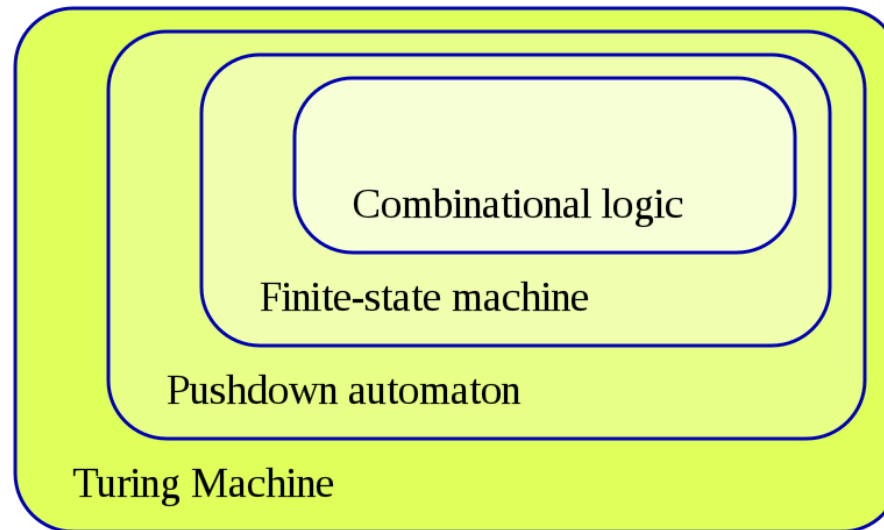 Combinational logic
Finite-state machine
Pushdown automaton
Turing Machine